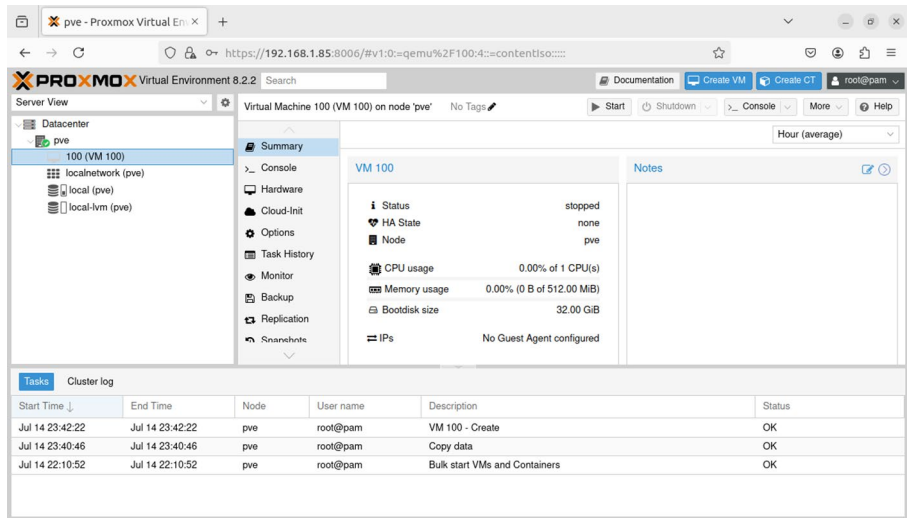 pve - Proxmox Virtual En
https://192.168.1.85:8006/#v1:0:=qemu%2F100:4::=contentIso:::::
PROXMOX Virtual Environment 8.2.2 Search
Documentation Create VM Create CT root@pam
Server View
Virtual Machine 100 (VM 100) on node 'pve' No Tags Start Shutdown Console More Help
Datacenter
pve
100 (VM 100)
localnetwork (pve)
local (pve)
local-lvm (pve)
Summary
Console
Hardware
Cloud-Init
Options
Task History
Monitor
Backup
Replication
Snapshots
Hour (average)
VM 100
Status stopped
HA State none
Node pve
CPU usage 0.00% of 1 CPU(s)
Memory usage 0.00% (0 B of 512.00 MiB)
Bootdisk size 32.00 GiB
IPs No Guest Agent configured
Notes
Tasks Cluster log
Start Time End Time Node User name Description Status
Jul 14 23:42:22 Jul 14 23:42:22 pve root@pam VM 100 - Create OK
Jul 14 23:40:46 Jul 14 23:40:46 pve root@pam Copy data OK
Jul 14 22:10:52 Jul 14 22:10:52 pve root@pam Bulk start VMs and Containers OK